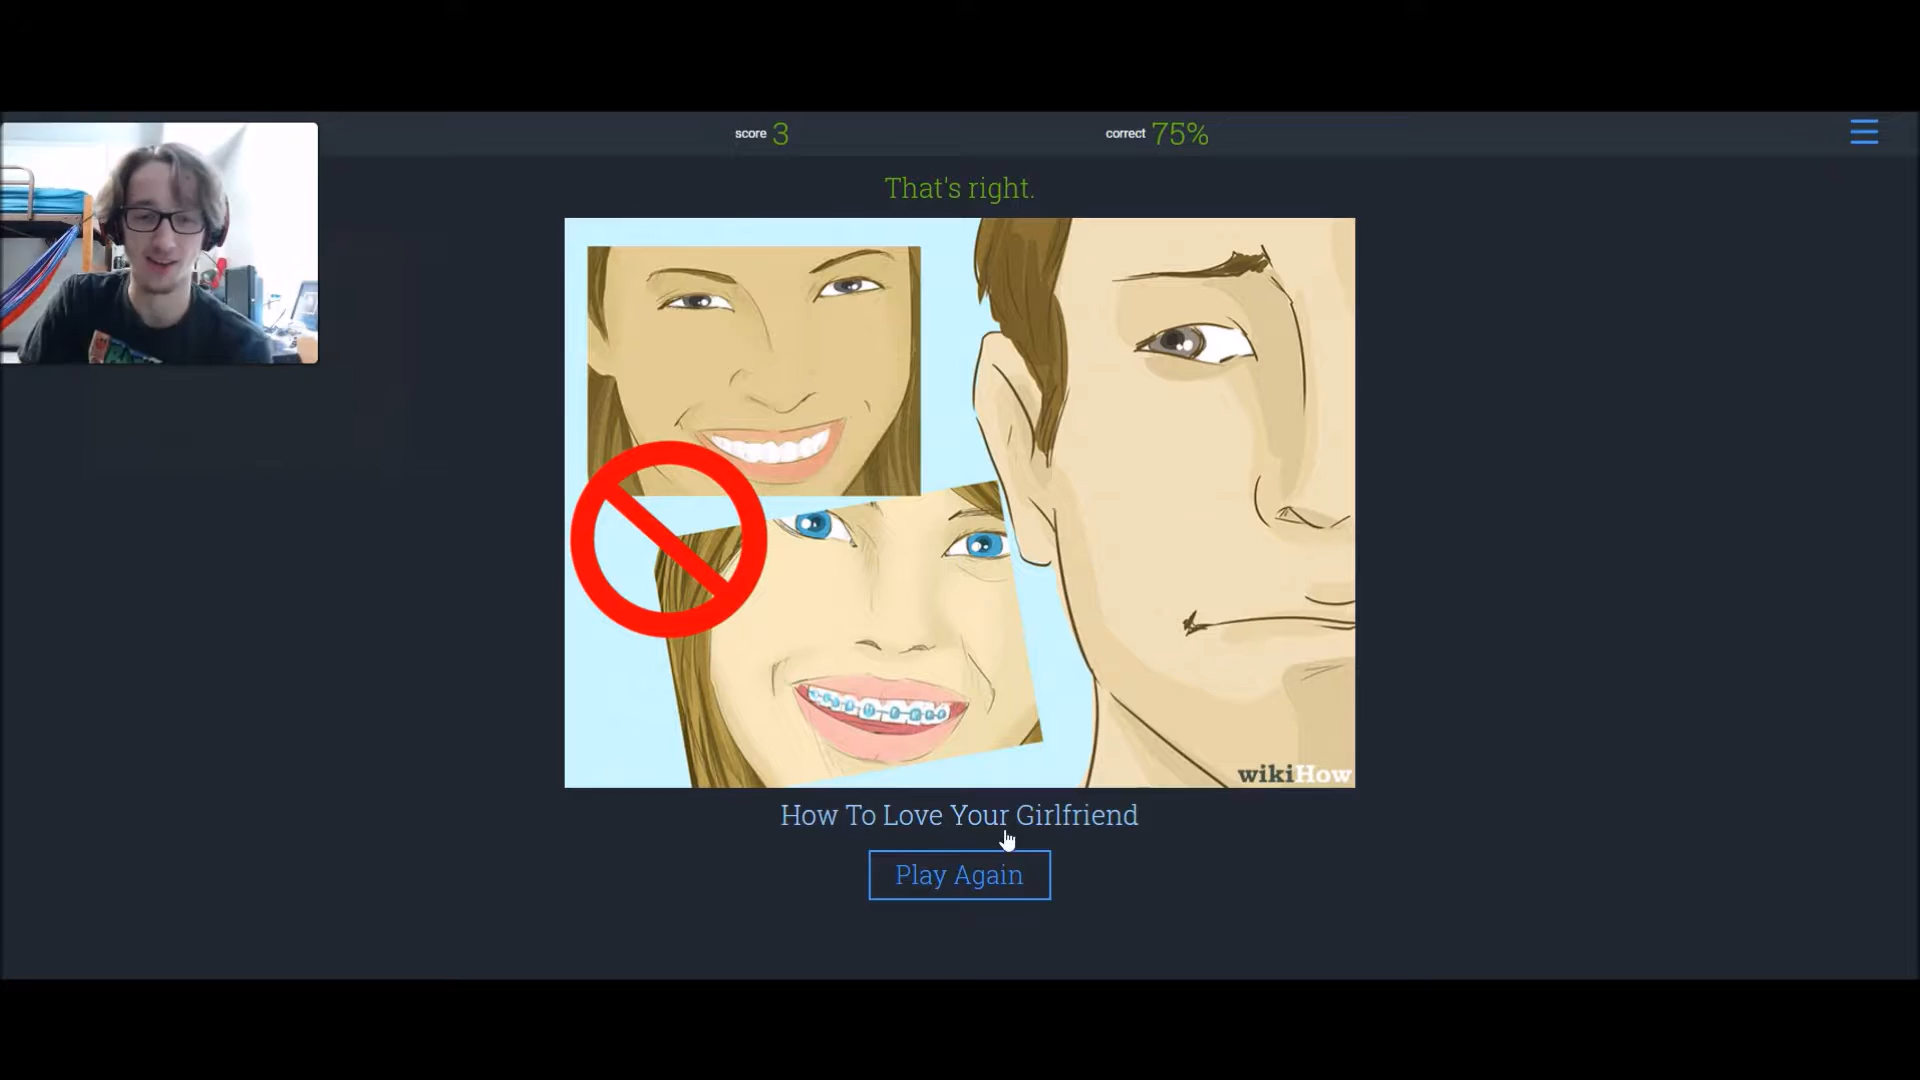 score 3
correct 75%
That's right.
wikiHow
How To Love Your Girlfriend
Play Again